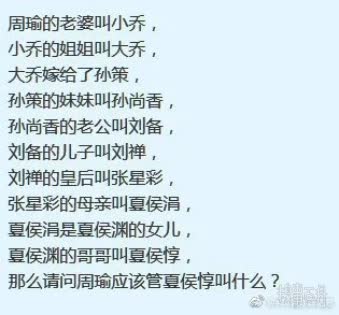 周瑜的老婆叫小乔，
小乔的姐姐叫大乔，
大乔嫁给了孙策，
孙策的妹妹叫孙尚香，
孙尚香的老公叫刘备，
刘备的儿子叫刘禅，
刘禅的皇后叫张星彩，
张星彩的母亲叫夏侯涓，
夏侯涓是夏侯渊的女儿，
夏侯渊的哥哥叫夏侯惇，
那么请问周瑜应该管夏侯惇叫什么？